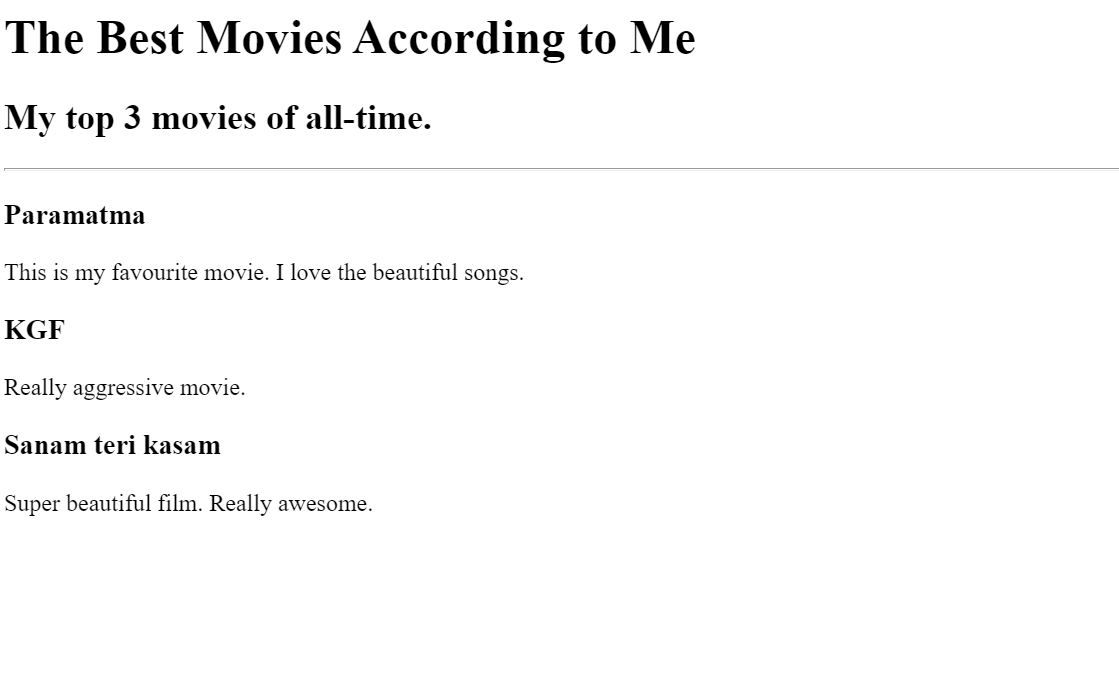 The Best Movies According to Me
My top 3 movies of all-time.
Paramatma
This is my favourite movie. I love the beautiful songs.
KGF
Really aggressive movie.
Sanam teri kasam
Super beautiful film. Really awesome.